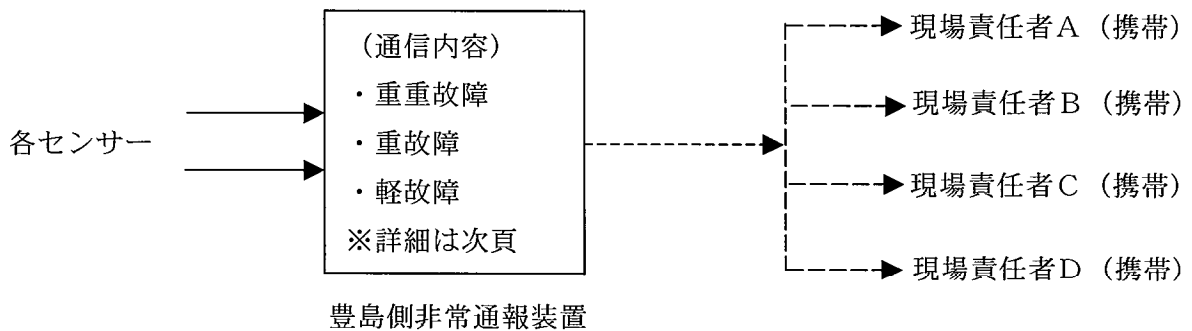 各センサー
(通信内容)
・重重故障
・重故障
・軽故障
※詳細は次頁
豊島側非常通報装置
現場責任者A (携帯)
現場責任者B (携帯)
現場責任者C (携帯)
現場責任者D (携帯)